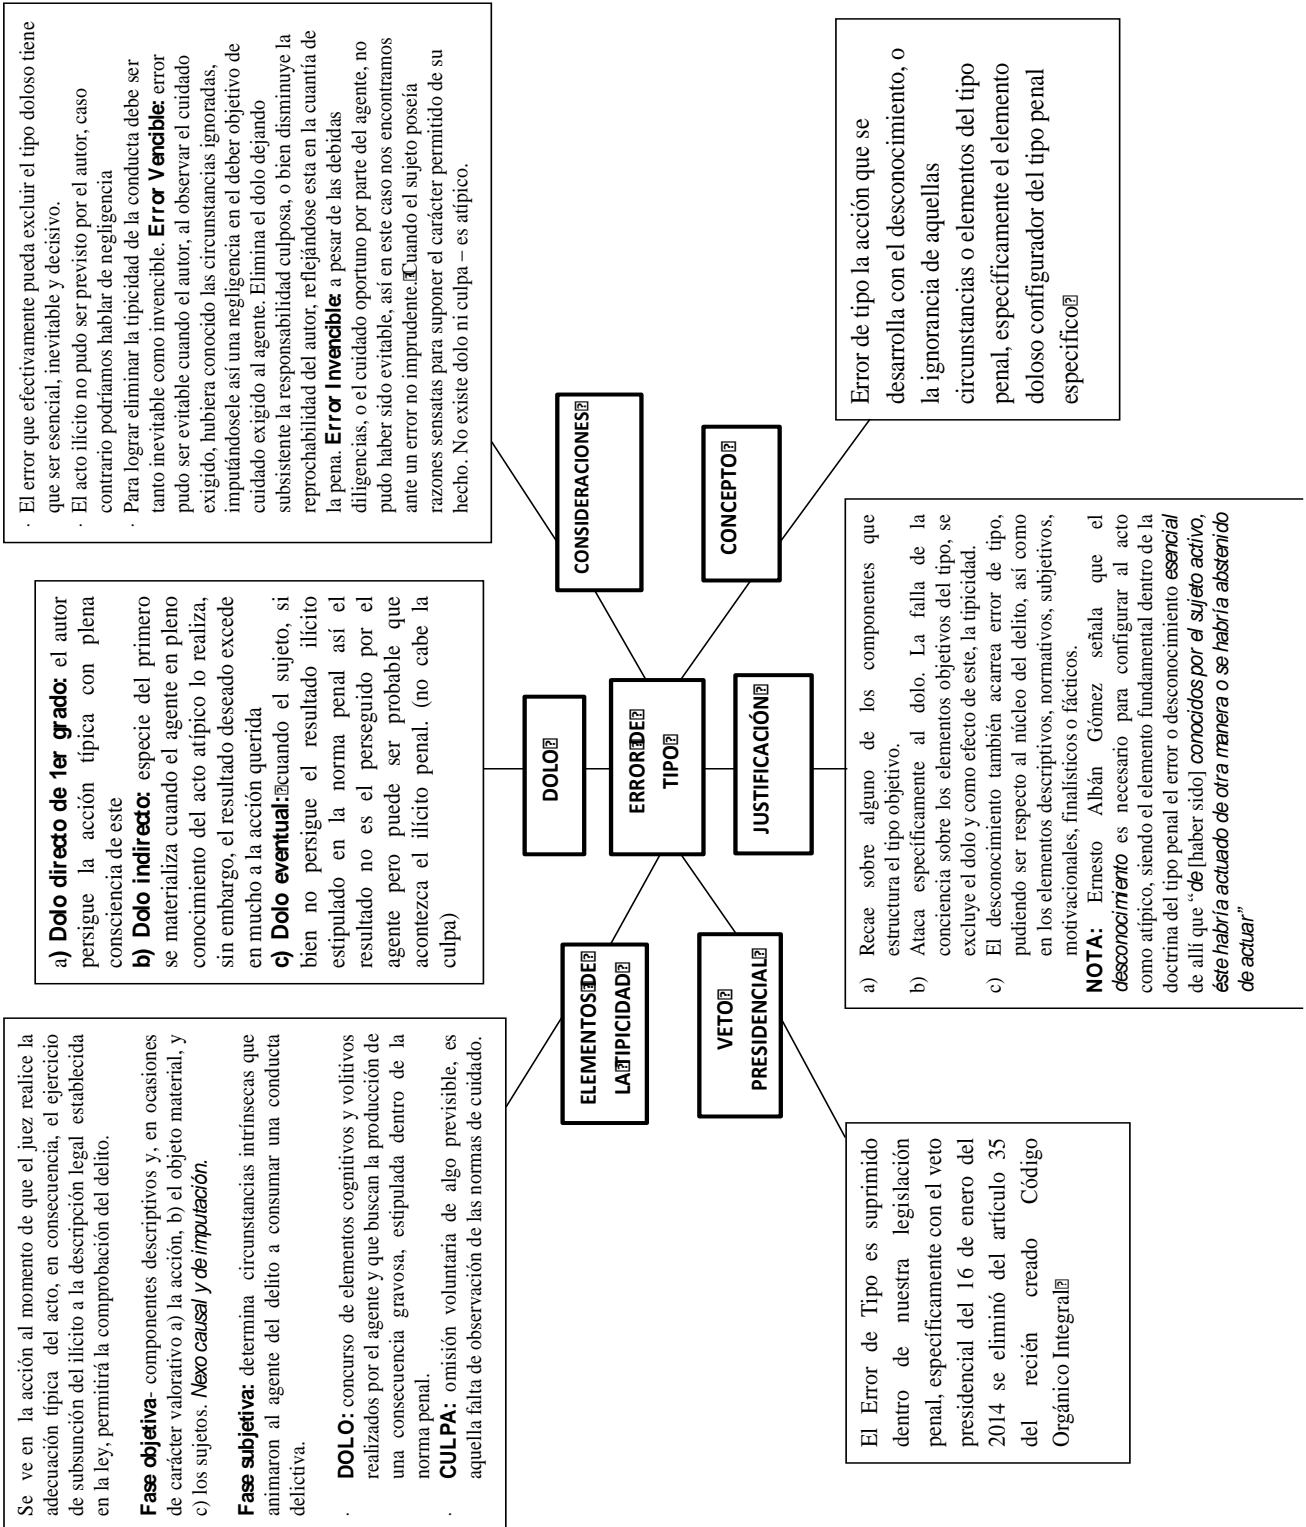 Se ve en la acción al momento de que el juez realice la
adecuación típica del acto, en consecuencia, el ejercicio
de subsunción del ilícito a la descripción legal establecida
en la ley, permitirá la comprobación del delito.
Fase objetiva- componentes descriptivos y, en ocasiones
de carácter valorativo a) la acción, b) el objeto material, y
c) los sujetos. Nexo causal y de imputación.
Fase subjetiva: determina circunstancias intrínsecas que
animaron al agente del delito a consumar una conducta
delictiva.
· DOLO: concurso de elementos cognitivos y volitivos
realizados por el agente y que buscan la producción de
una consecuencia gravosa, estipulada dentro de la
norma penal.
· CULPA: omisión voluntaria de algo previsible, es
aquella falta de observación de las normas de cuidado.
a) Dolo directo de 1er grado: el autor
persigue la acción típica con plena
consciencia de este
b) Dolo indirecto: especie del primero
se materializa cuando el agente en pleno
conocimiento del acto atípico lo realiza,
sin embargo, el resultado deseado excede
en mucho a la acción querida
c) Dolo eventual: cuando el sujeto, si
bien no persigue el resultado ilícito
estipulado en la norma penal así el
resultado no es el perseguido por el
agente pero puede ser probable que
acontezca el ilícito penal. (no cabe la
culpa)
· El error que efectivamente pueda excluir el tipo doloso tiene
que ser esencial, inevitable y decisivo.
· El acto ilícito no pudo ser previsto por el autor, caso
contrario podríamos hablar de negligencia
· Para lograr eliminar la tipicidad de la conducta debe ser
tanto inevitable como invencible. Error Vencible: error
pudo ser evitable cuando el autor, al observar el cuidado
exigido, hubiera conocido las circunstancias ignoradas,
imputándosele así una negligencia en el deber objetivo de
cuidado exigido al agente. Elimina el dolo dejando
subsistente la responsabilidad culposa, o bien disminuye la
reprochabilidad del autor, reflejándose esta en la cuantía de
la pena. Error Invencible: a pesar de las debidas
diligencias, o el cuidado oportuno por parte del agente, no
pudo haber sido evitable, así en este caso nos encontramos
ante un error no imprudente. Cuando el sujeto poseía
razones sensatas para suponer el carácter permitido de su
hecho. No existe dolo ni culpa – es atípico.
ELEMENTOS DE
LA TIPICIDAD
DOLO
CONSIDERACIONES
ERROR DE
TIPO
VETO
PRESIDENCIAL
JUSTIFICACIÓN
CONCEPTO
El Error de Tipo es suprimido
dentro de nuestra legislación
penal, específicamente con el veto
presidencial del 16 de enero del
2014 se eliminó del artículo 35
del recién creado Código
Orgánico Integral
a) Recae sobre alguno de los componentes que
estructura el tipo objetivo.
b) Ataca específicamente al dolo. La falla de la
conciencia sobre los elementos objetivos del tipo, se
excluye el dolo y como efecto de este, la tipicidad.
c) El desconocimiento también acarrea error de tipo,
pudiendo ser respecto al núcleo del delito, así como
en los elementos descriptivos, normativos, subjetivos,
motivacionales, finalísticos o fácticos.
NOTA: Ernesto Albán Gómez señala que el
desconocimiento es necesario para configurar al acto
como atípico, siendo el elemento fundamental dentro de la
doctrina del tipo penal el error o desconocimiento esencial
de allí que “de [haber sido] conocidos por el sujeto activo,
éste habría actuado de otra manera o se habría abstenido
de actuar”
Error de tipo la acción que se
desarrolla con el desconocimiento, o
la ignorancia de aquellas
circunstancias o elementos del tipo
penal, específicamente el elemento
doloso configurador del tipo penal
especifico